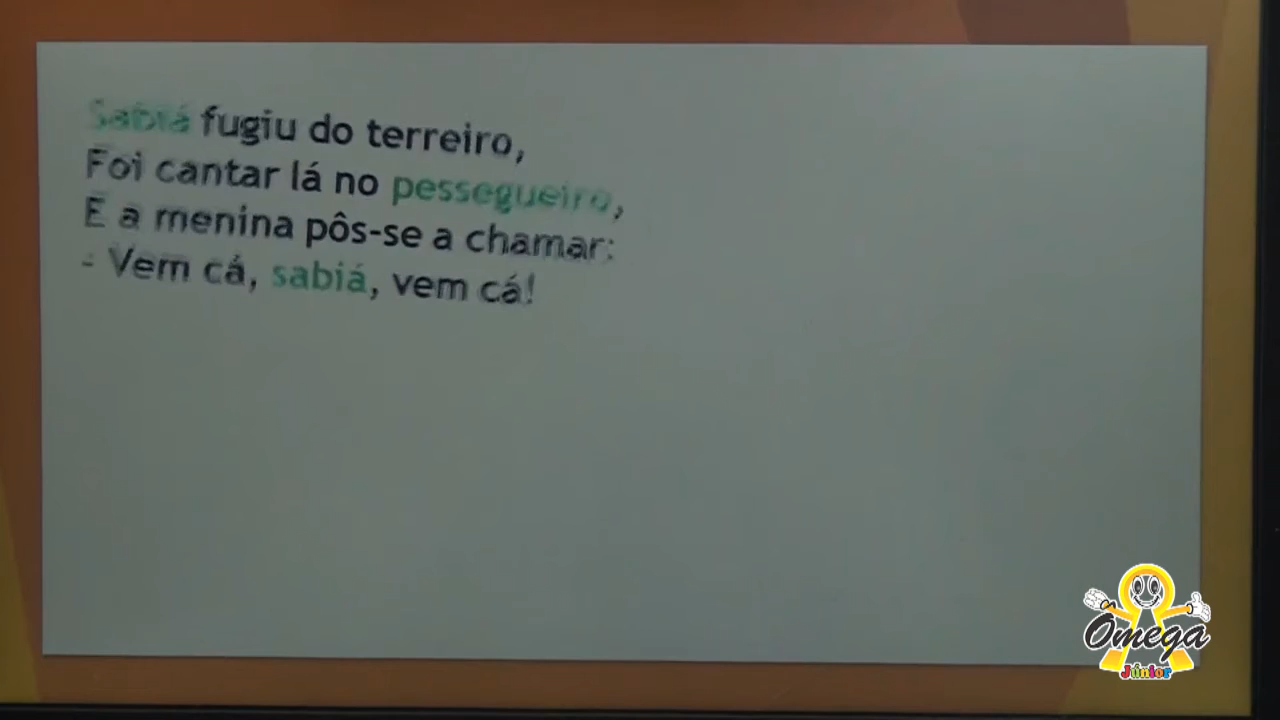 Sabiá fugiu do terreiro,
Foi cantar lá no pessegueiro,
E a menina pôs-se a chamar:
- Vem cá, sabiá, vem cá!
Omega
Júnior